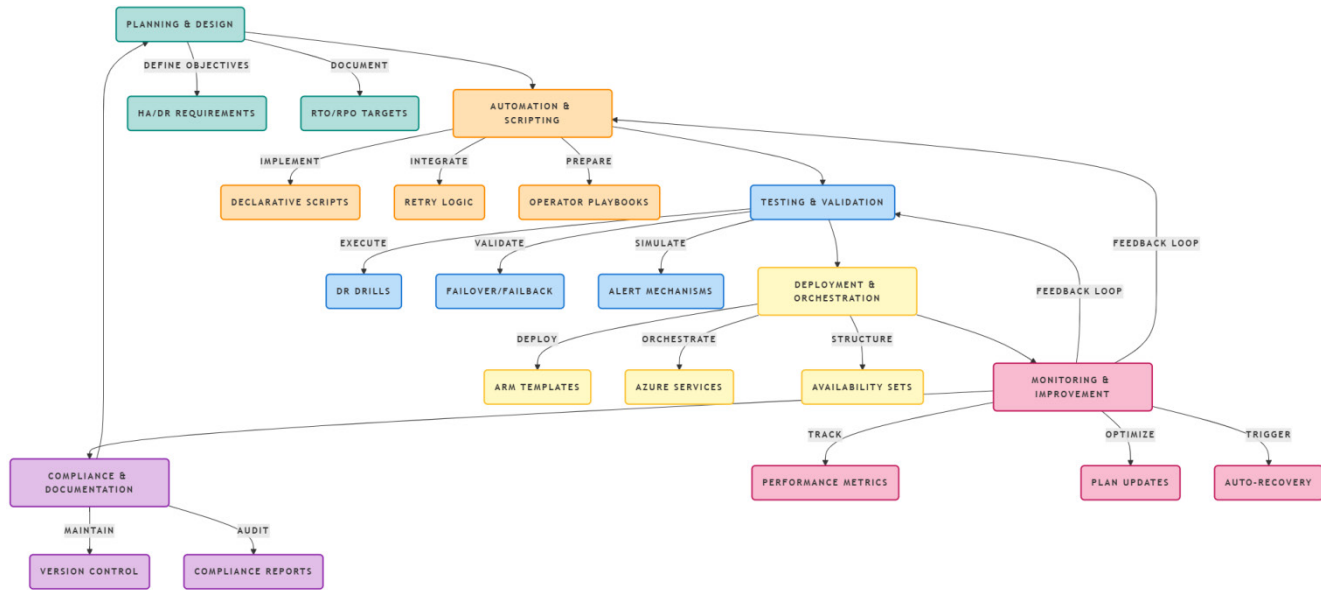 PLANNING & DESIGN
DEFINE OBJECTIVES
DOCUMENT
HA/DR REQUIREMENTS
RTO/RPO TARGETS
AUTOMATION &
SCRIPTING
IMPLEMENT
INTEGRATE
PREPARE
DECLARATIVE SCRIPTS
RETRY LOGIC
OPERATOR PLAYBOOKS
TESTING & VALIDATION
EXECUTE
VALIDATE
SIMULATE
FEEDBACK LOOP
DR DRILLS
FAILOVER/FAILBACK
ALERT MECHANISMS
DEPLOYMENT &
ORCHESTRATION
FEEDBACK LOOP
DEPLOY
ORCHESTRATE
STRUCTURE
ARM TEMPLATES
AZURE SERVICES
AVAILABILITY SETS
MONITORING &
IMPROVEMENT
TRACK
OPTIMIZE
TRIGGER
COMPLIANCE &
DOCUMENTATION
PERFORMANCE METRICS
PLAN UPDATES
AUTO-RECOVERY
MAINTAIN
AUDIT
VERSION CONTROL
COMPLIANCE REPORTS